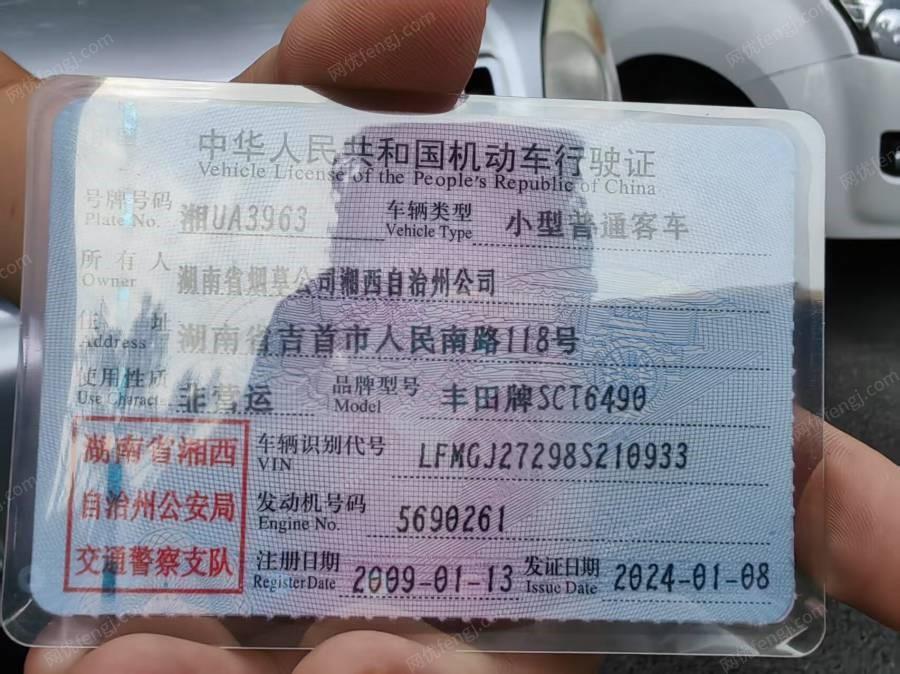 中华人民共和国机动车行驶证
Vehicle License of the People's Republic of China
号牌号码 湘UA3963 车辆类型 小型普通客车
Plate No. Vehicle Type
所有人 湖南省烟草公司湘西自治州公司
Owner
住址 湖南省吉首市人民南路118号
Address
使用性质 非营运 品牌型号 丰田牌SCT6490
Use Character Model
湖南省湘西
自治州公安局
交通警察支队
车辆识别代号 LFMGJ27298S210933
VIN
发动机号码 5690261
Engine No.
注册日期 2009-01-13 发证日期 2024-01-08
Register Date Issue Date
网优fengj.com